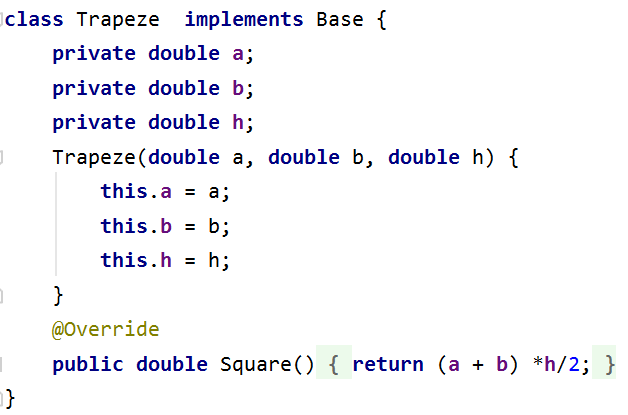 class Trapeze  implements Base {
    private double a;
    private double b;
    private double h;
    Trapeze(double a, double b, double h) {
        this.a = a;
        this.b = b;
        this.h = h;
    }
    @Override
    public double Square() { return (a + b) *h/2; }
}